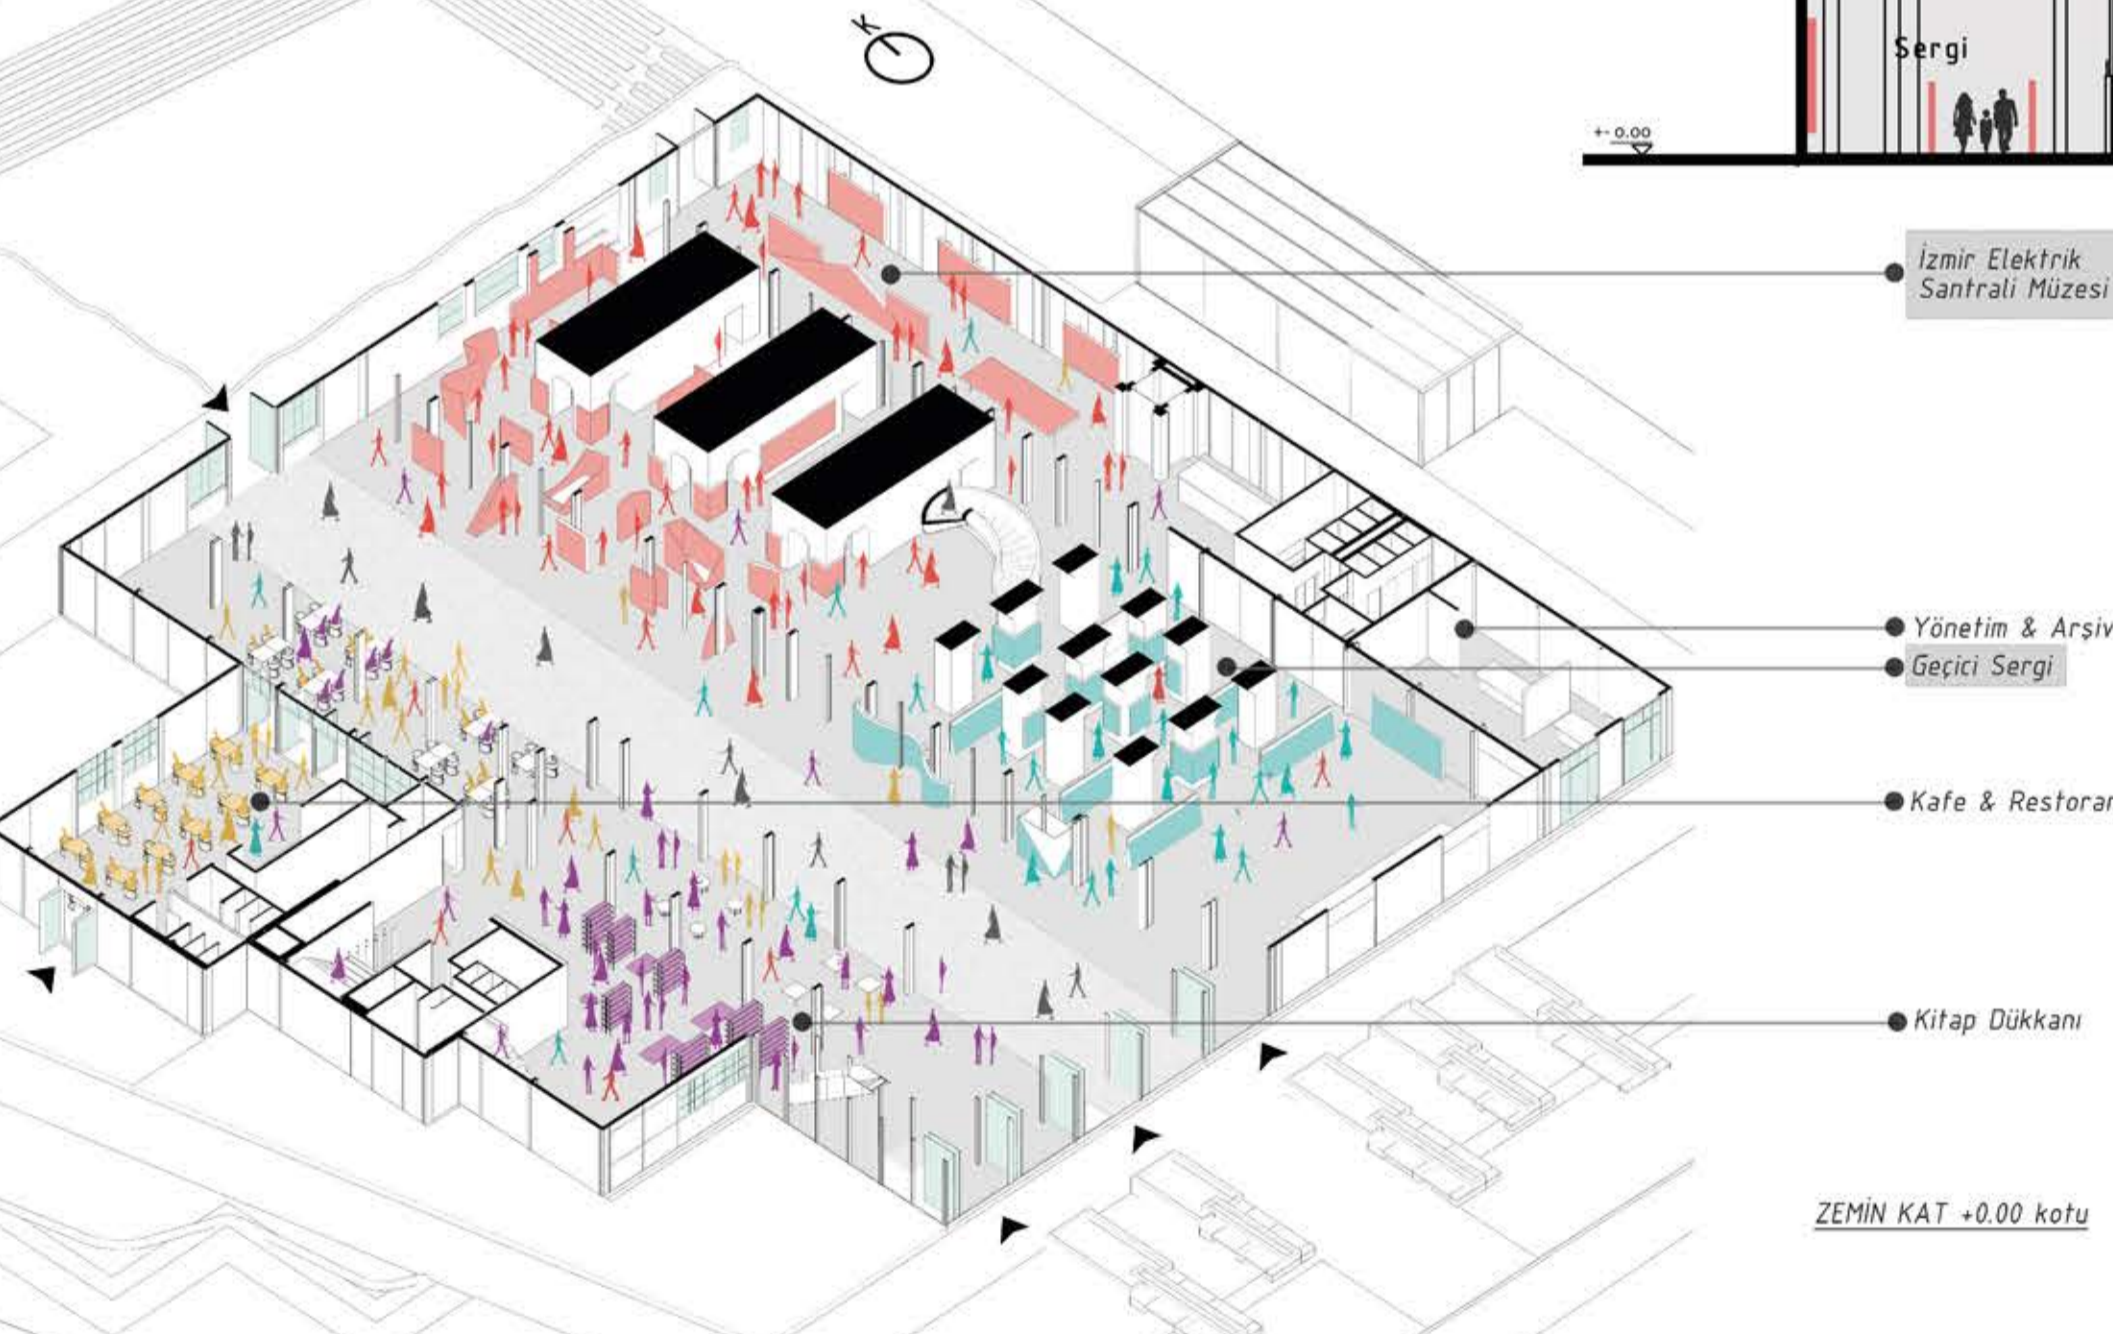 K
Sergi
+- 0.00
İzmir Elektrik
Santrali Müzesi
Yönetim & Arşiv
Geçici Sergi
Kafe & Restoran
Kitap Dükkanı
ZEMİN KAT +0.00 kotu